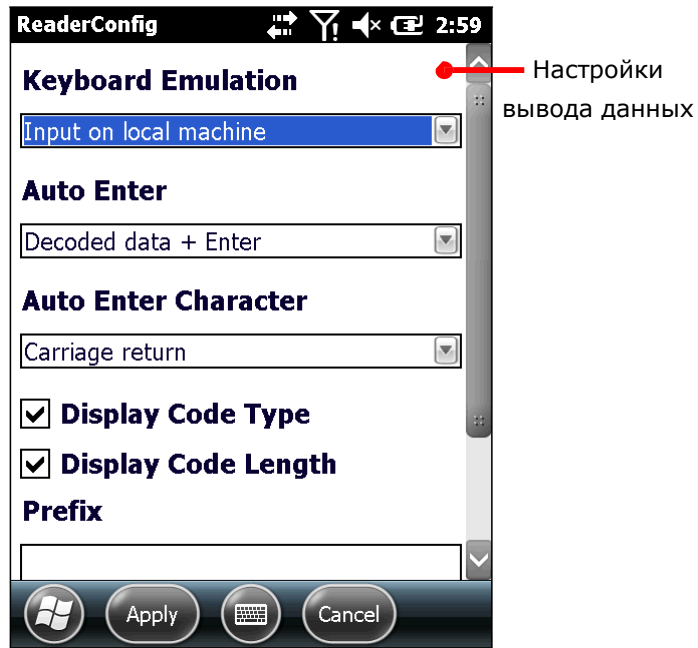 ReaderConfig 2:59
Keyboard Emulation
Input on local machine
Auto Enter
Decoded data + Enter
Auto Enter Character
Carriage return
Display Code Type
Display Code Length
Prefix
Apply Cancel
Настройки
вывода данных